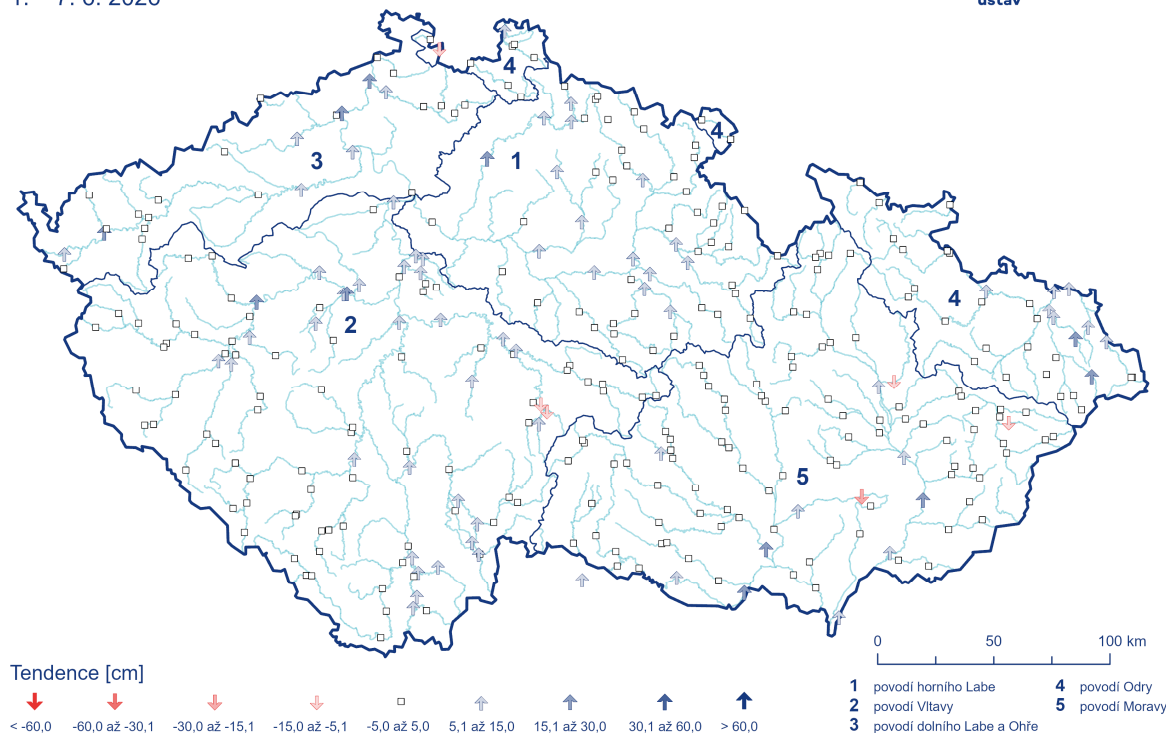 ústav
4
4
3
1
4
2
5
0 50 100 km
Tendence [cm]
< -60,0 -60,0 až -30,1 -30,0 až -15,1 -15,0 až -5,1 -5,0 až 5,0 5,1 až 15,0 15,1 až 30,0 30,1 až 60,0 > 60,0
1 povodí horního Labe 4 povodí Odry
2 povodí Vltavy 5 povodí Moravy
3 povodí dolního Labe a Ohře